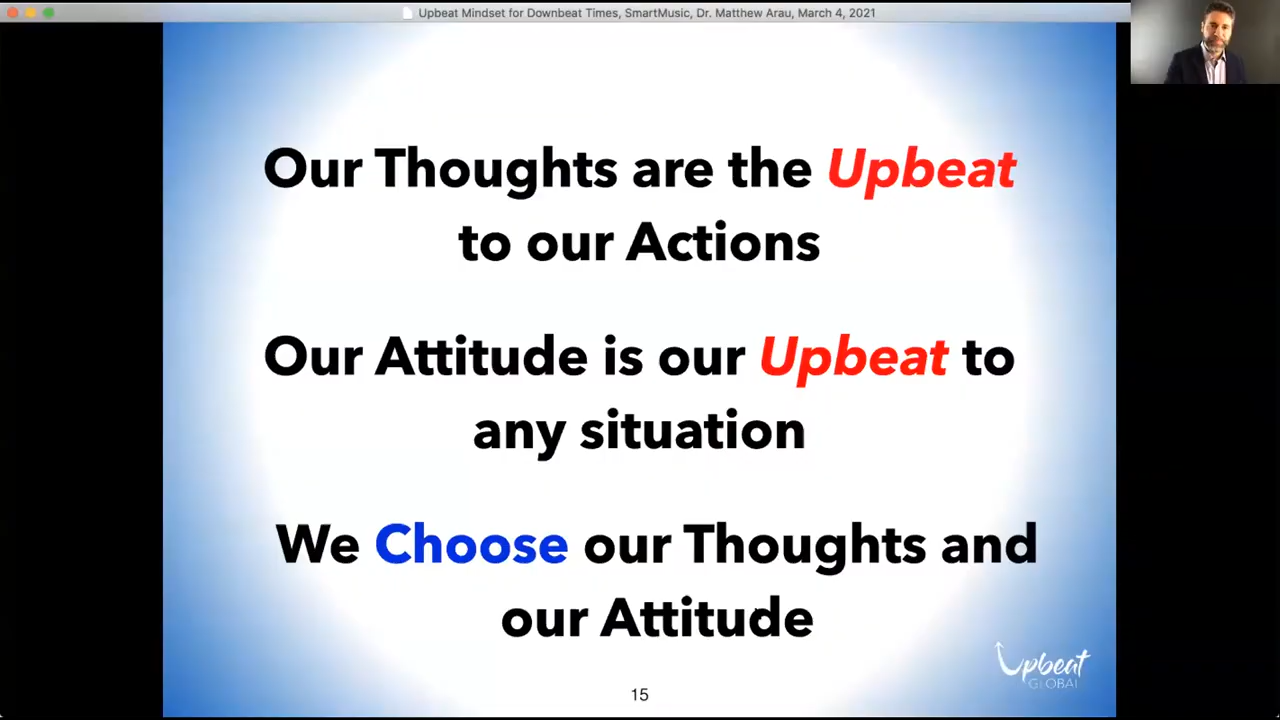 Upbeat Mindset for Downbeat Times, SmartMusic, Dr. Matthew Arau, March 4, 2021
Our Thoughts are the Upbeat
to our Actions
Our Attitude is our Upbeat to
any situation
We Choose our Thoughts and
our Attitude
Upbeat
GLOBAL
15